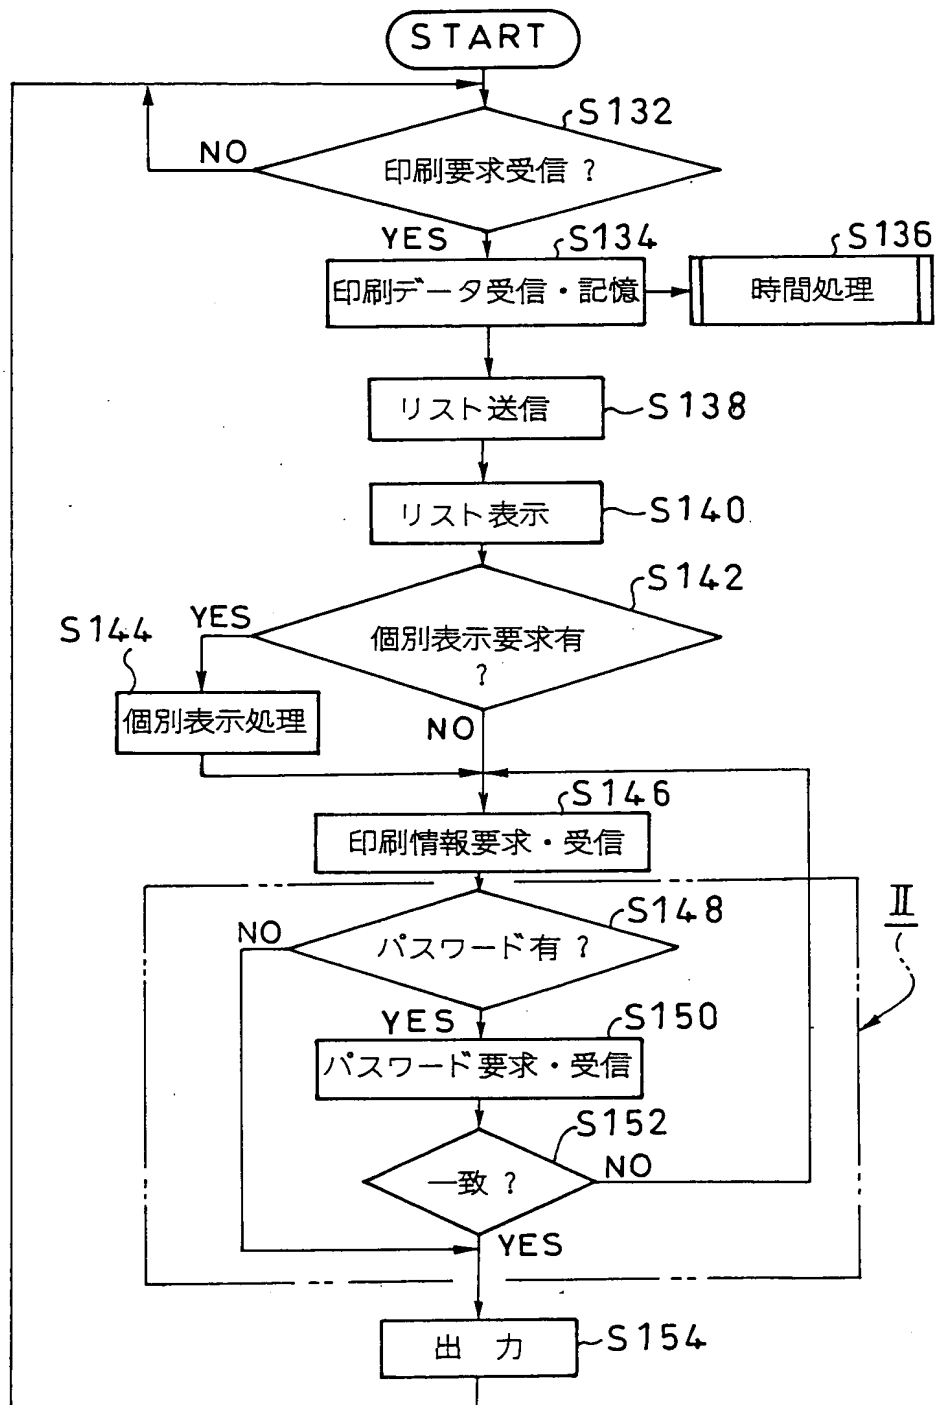 START
S132
NO
印刷要求受信 ?
YES
S134
S136
印刷データ受信・記憶
時間処理
リスト送信
S138
リスト表示
S140
S142
YES
S144
個別表示要求有
?
個別表示処理
NO
S146
印刷情報要求・受信
S148
II
NO
パスワード有 ?
YES
S150
パスワード要求・受信
S152
一致 ?
NO
YES
出 力
S154